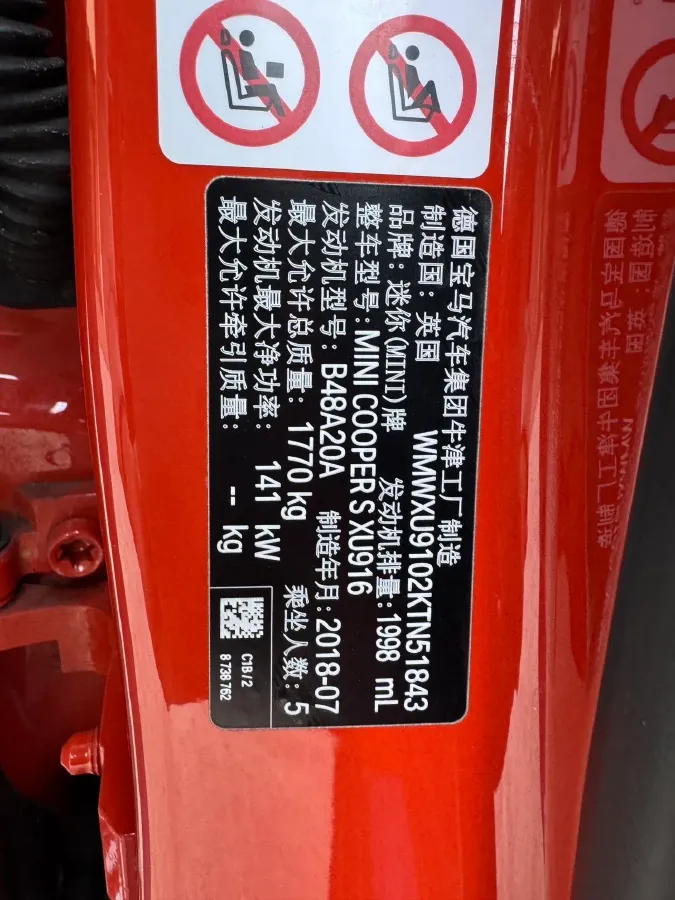 德国宝马汽车集团牛津工厂制造
制造国: 英国 WMWXU9102KTN51843
品牌: 迷你(MINI)牌 发动机排量: 1998 mL
整车型号: MINI COOPER S XU916
发动机型号: B48A20A 制造年月: 2018-07
最大允许总质量: 1770 kg 乘坐人数: 5
发动机最大净功率: 141 kW
最大允许牵引质量: -- kg
C1B / 2
8 738 762